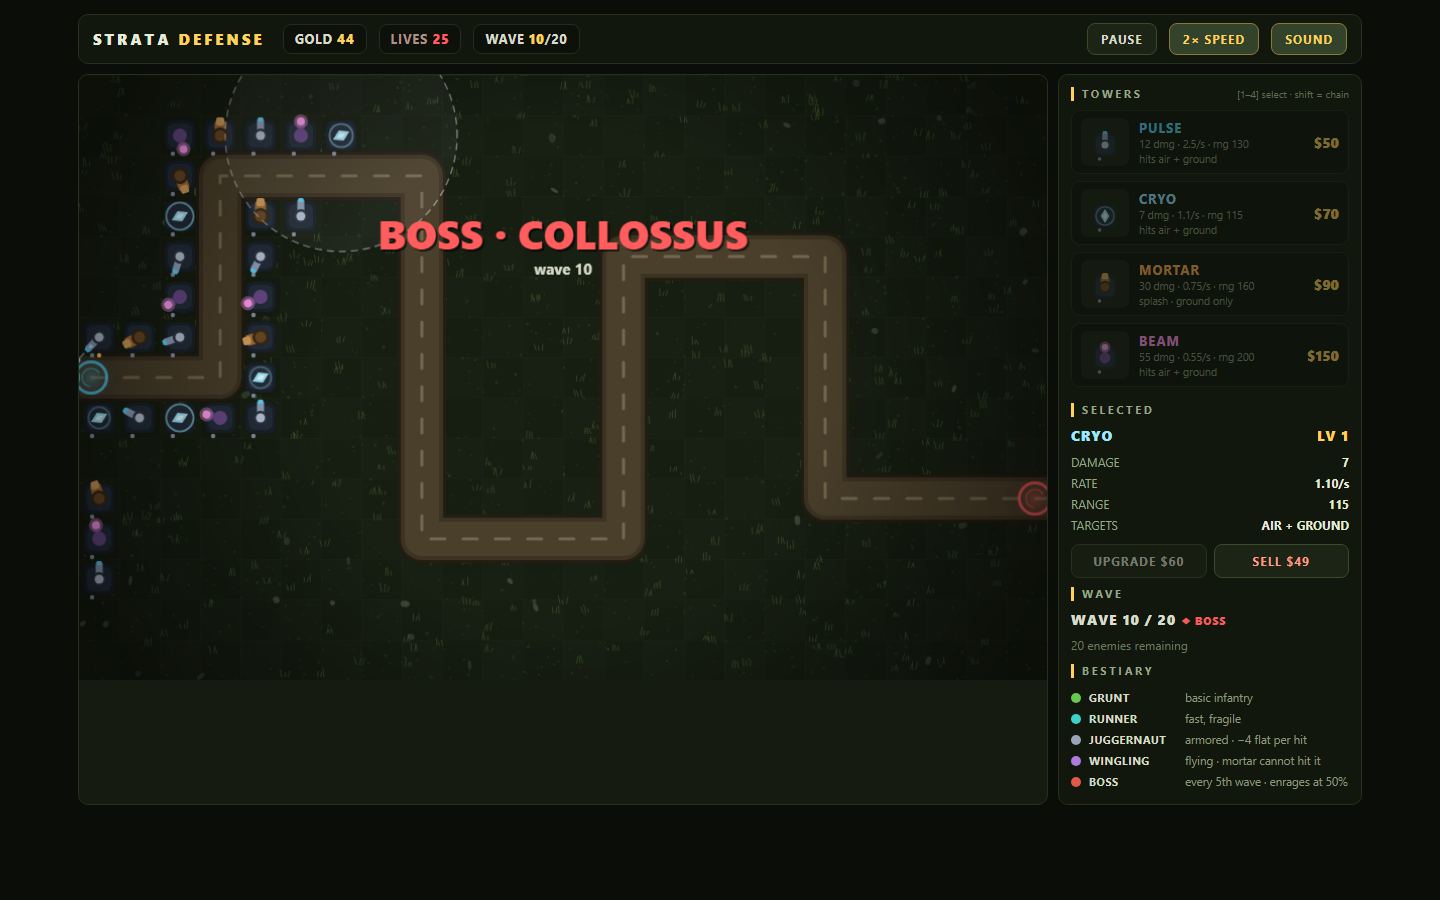 STRATA DEFENSE
GOLD 44
LIVES 25
WAVE 10/20
PAUSE
2× SPEED
SOUND
BOSS · COLLOSSUS
wave 10
TOWERS
[1–4] select · shift = chain
PULSE
12 dmg · 2.5/s · rng 130
hits air + ground
$50
CRYO
7 dmg · 1.1/s · rng 115
hits air + ground
$70
MORTAR
30 dmg · 0.75/s · rng 160
splash · ground only
$90
BEAM
55 dmg · 0.55/s · rng 200
hits air + ground
$150
SELECTED
CRYO LV 1
DAMAGE 7
RATE 1.10/s
RANGE 115
TARGETS AIR + GROUND
UPGRADE $60
SELL $49
WAVE
WAVE 10 / 20 ◆ BOSS
20 enemies remaining
BESTIARY
GRUNT basic infantry
RUNNER fast, fragile
JUGGERNAUT armored · −4 flat per hit
WINGLING flying · mortar cannot hit it
BOSS every 5th wave · enrages at 50%